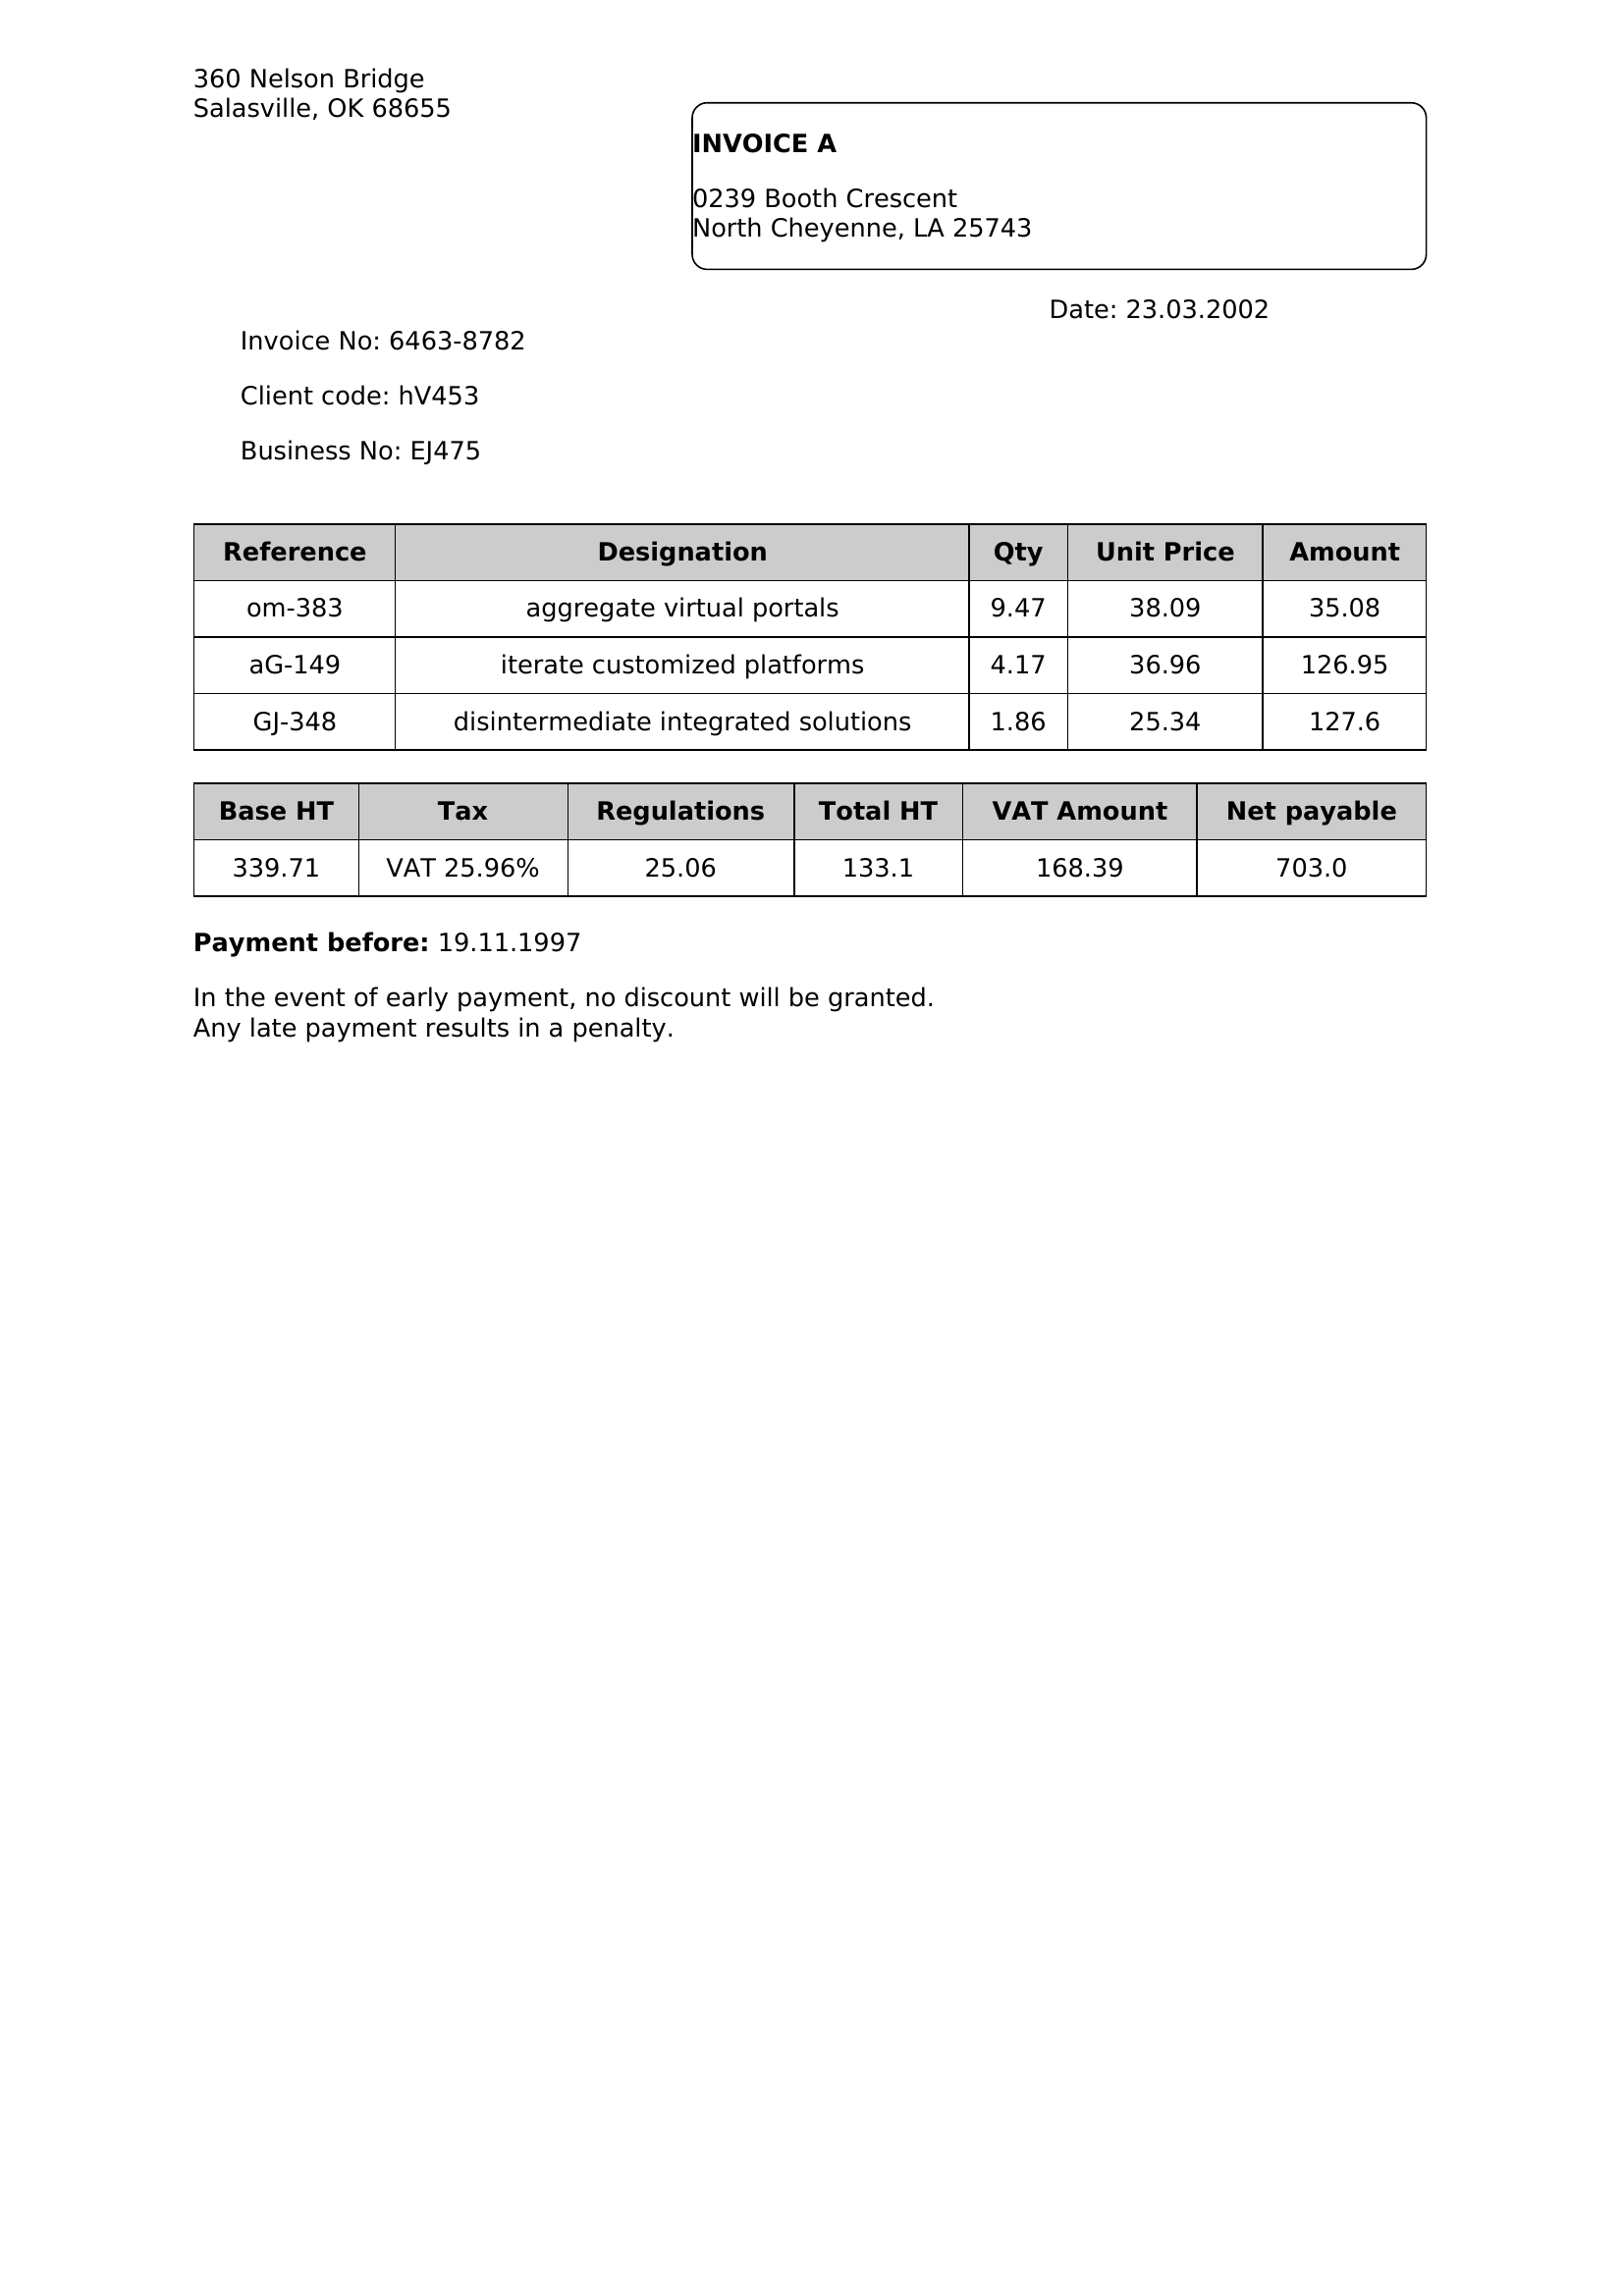 360 Nelson Bridge
Salasville, OK 68655
INVOICE A
0239 Booth Crescent
North Cheyenne, LA 25743
Date: 23.03.2002
Invoice No: 6463-8782
Client code: hV453
Business No: EJ475
Reference Designation Qty Unit Price Amount
om-383 aggregate virtual portals 9.47 38.09 35.08
aG-149 iterate customized platforms 4.17 36.96 126.95
GJ-348 disintermediate integrated solutions 1.86 25.34 127.6
Base HT Tax Regulations Total HT VAT Amount Net payable
339.71 VAT 25.96% 25.06 133.1 168.39 703.0
Payment before: 19.11.1997
In the event of early payment, no discount will be granted.
Any late payment results in a penalty.